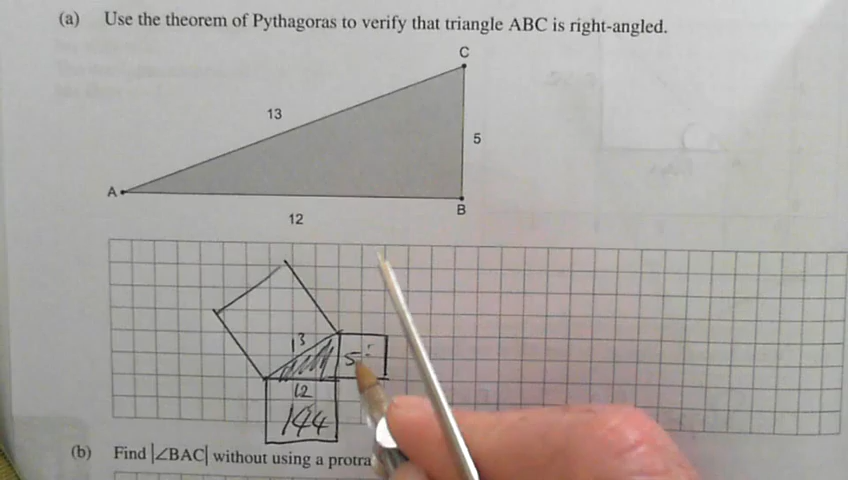 (a) Use the theorem of Pythagoras to verify that triangle ABC is right-angled.
C
13
5
A
B
12
13
5
12
144
(b) Find |∠BAC| without using a protra